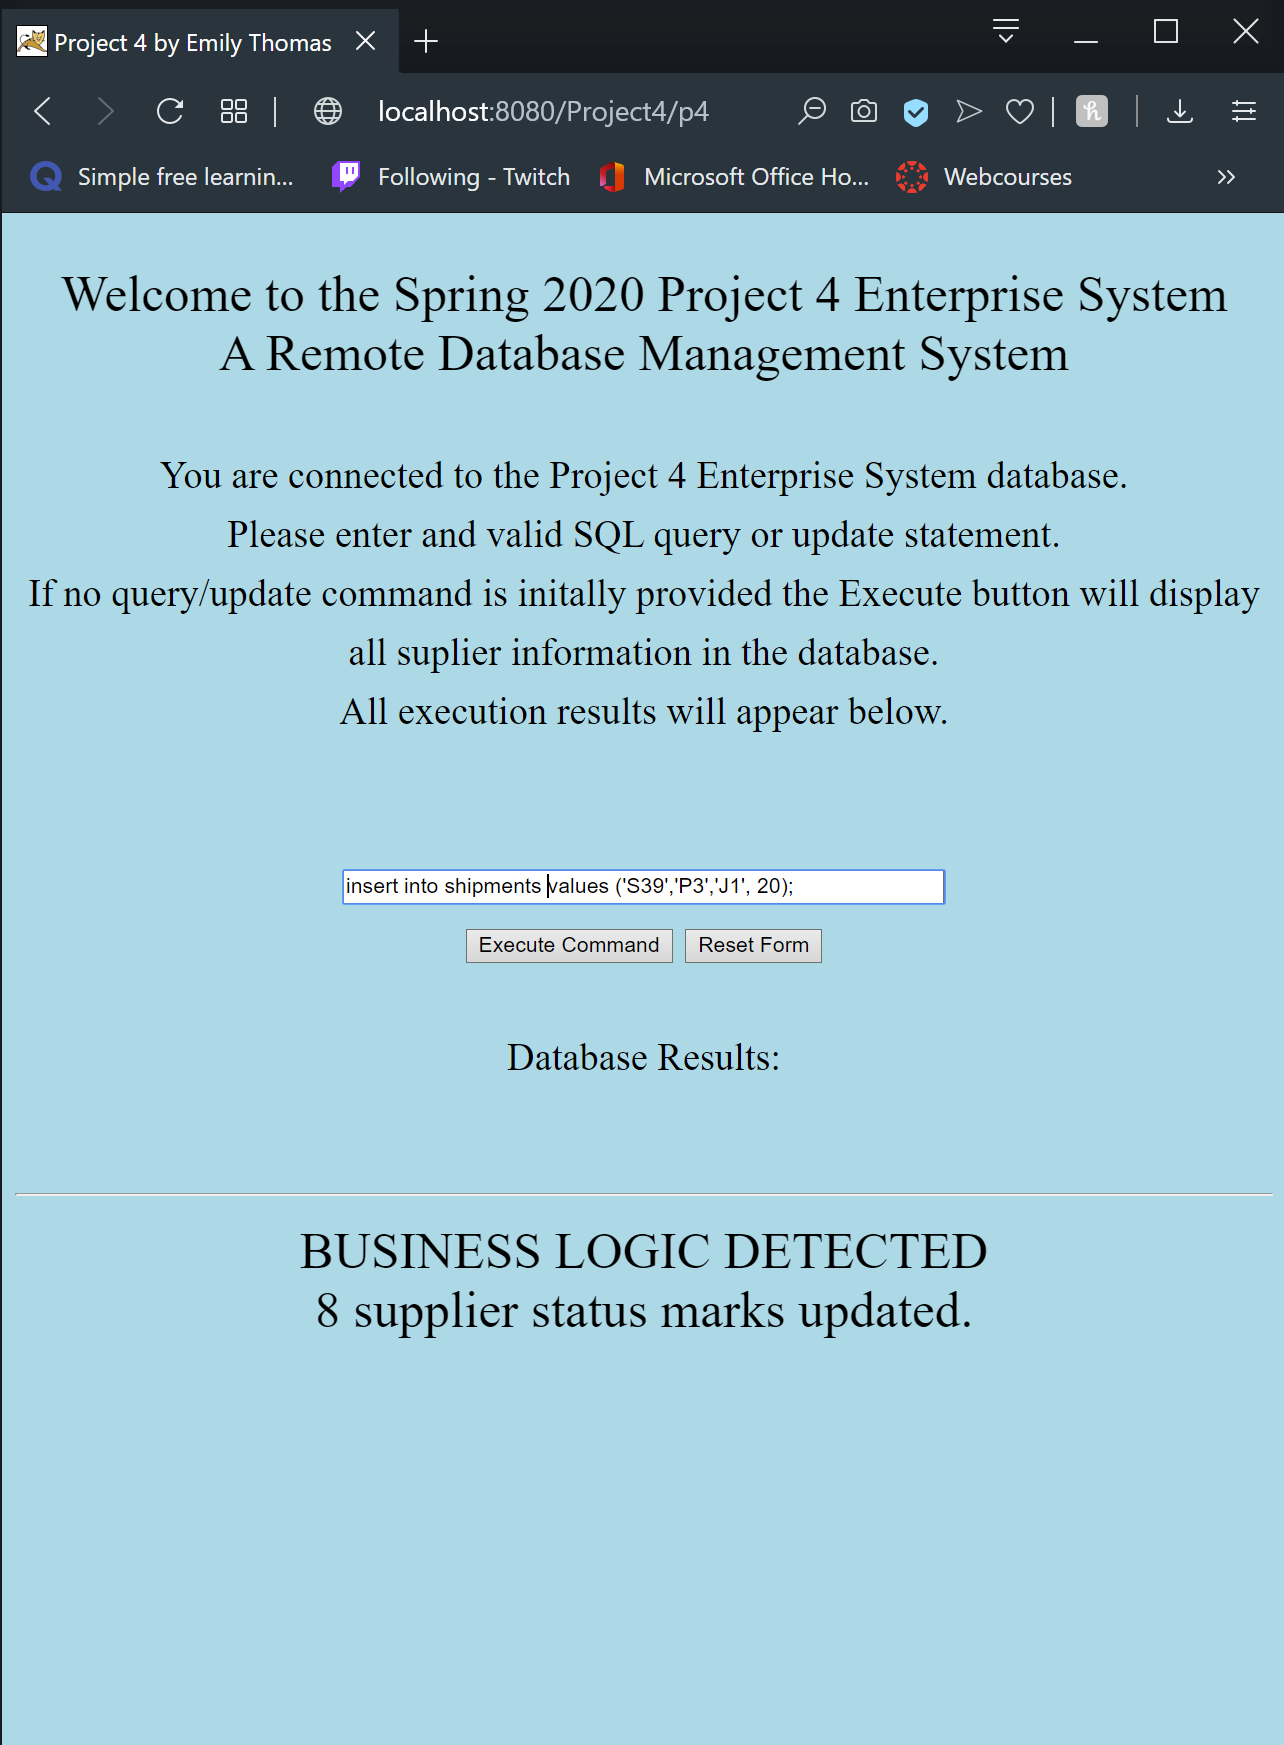 Project 4 by Emily Thomas
localhost:8080/Project4/p4
Simple free learnin... Following - Twitch Microsoft Office Ho... Webcourses
Welcome to the Spring 2020 Project 4 Enterprise System
A Remote Database Management System
You are connected to the Project 4 Enterprise System database.
Please enter and valid SQL query or update statement.
If no query/update command is initally provided the Execute button will display
all suplier information in the database.
All execution results will appear below.
insert into shipments values ('S39','P3','J1', 20);
Execute Command Reset Form
Database Results:
BUSINESS LOGIC DETECTED
8 supplier status marks updated.